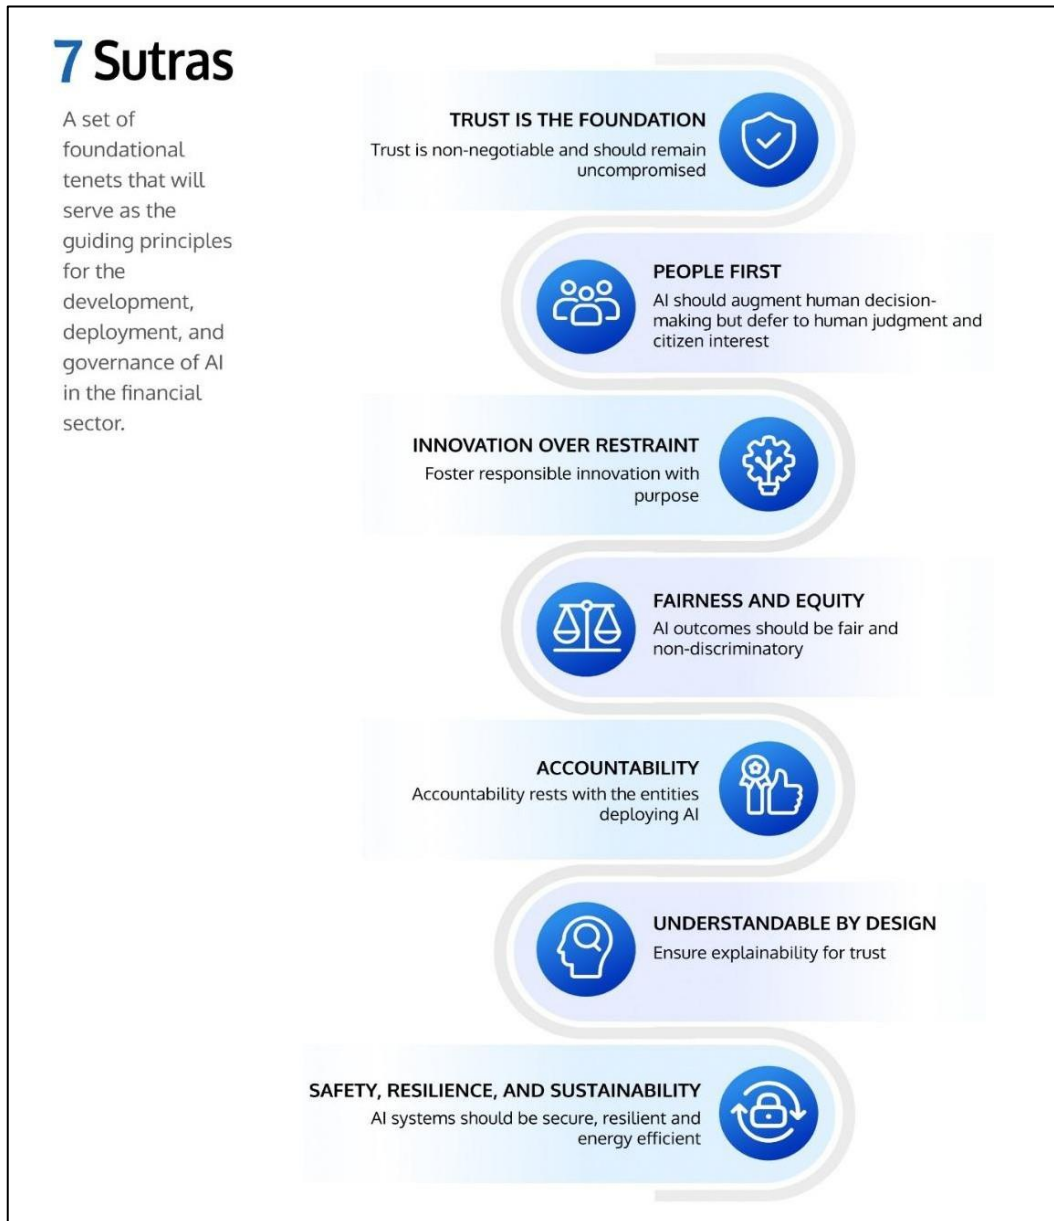 7 Sutras
A set of
foundational
tenets that will
serve as the
guiding principles
for the
development,
deployment, and
governance of AI
in the financial
sector.
TRUST IS THE FOUNDATION
Trust is non-negotiable and should remain
uncompromised
PEOPLE FIRST
AI should augment human decision-
making but defer to human judgment and
citizen interest
INNOVATION OVER RESTRAINT
Foster responsible innovation with
purpose
FAIRNESS AND EQUITY
AI outcomes should be fair and
non-discriminatory
ACCOUNTABILITY
Accountability rests with the entities
deploying AI
UNDERSTANDABLE BY DESIGN
Ensure explainability for trust
SAFETY, RESILIENCE, AND SUSTAINABILITY
AI systems should be secure, resilient and
energy efficient